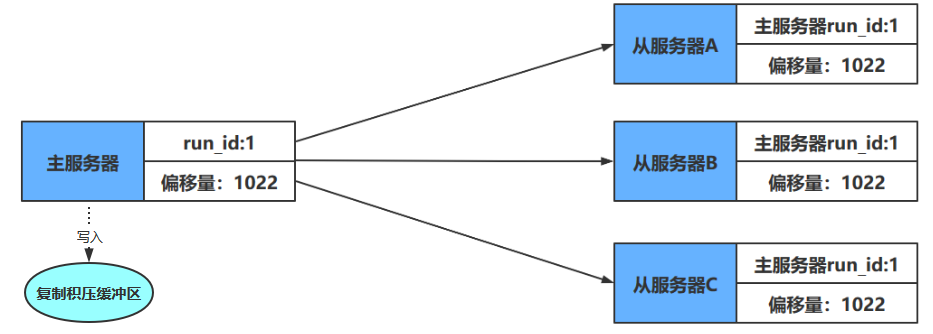 从服务器A
主服务器run_id:1
偏移量：1022
主服务器
run_id:1
偏移量：1022
从服务器B
主服务器run_id:1
偏移量：1022
写入
复制积压缓冲区
从服务器C
主服务器run_id:1
偏移量：1022